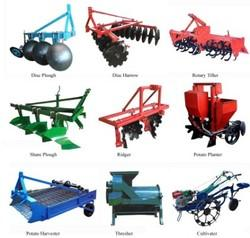 Disc Plough
Disc Harrow
Rotary Tiller
Share Plough
Ridger
Potato Planter
Potato Harvester
Thresher
Cultivator